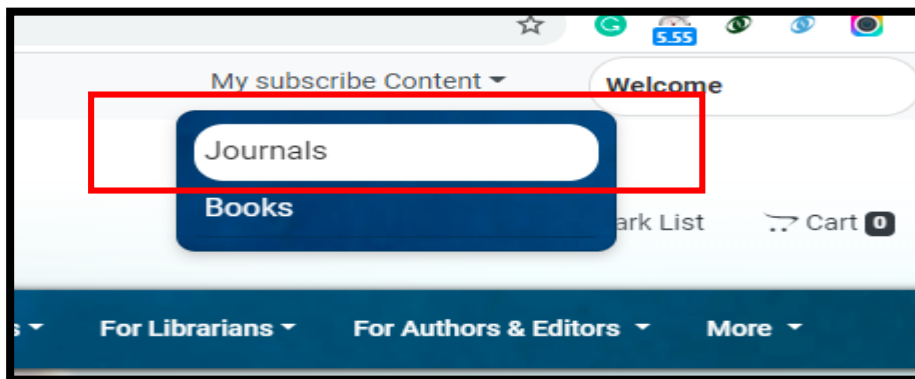 5.55
My subscribe Content
Welcome
Journals
Books
ark List
Cart 0
s
For Librarians
For Authors & Editors
More